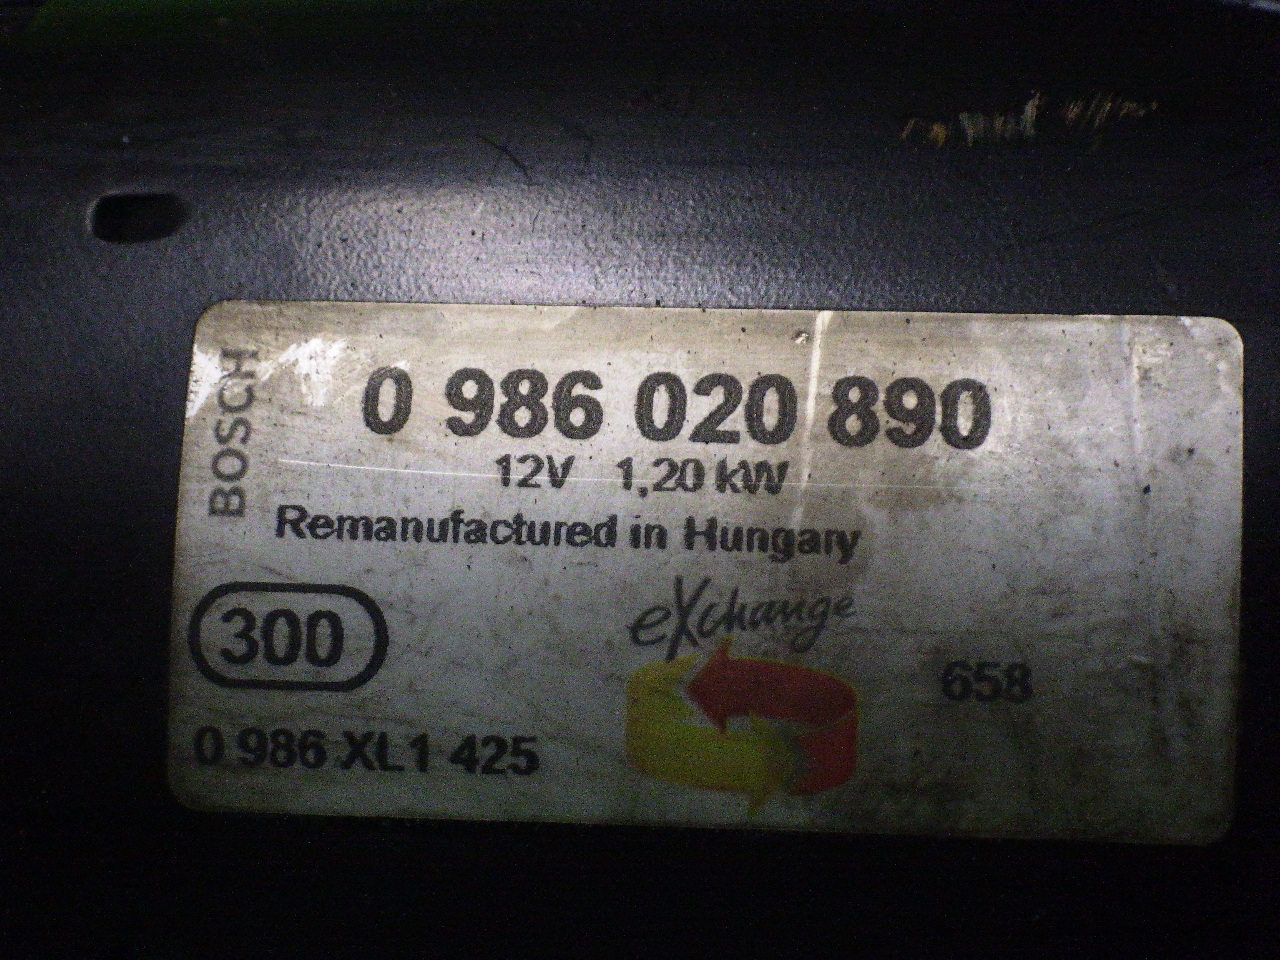 BOSCH
0 986 020 890
12V 1,20 kW
Remanufactured in Hungary
300
eXchange
658
0 986 XL1 425